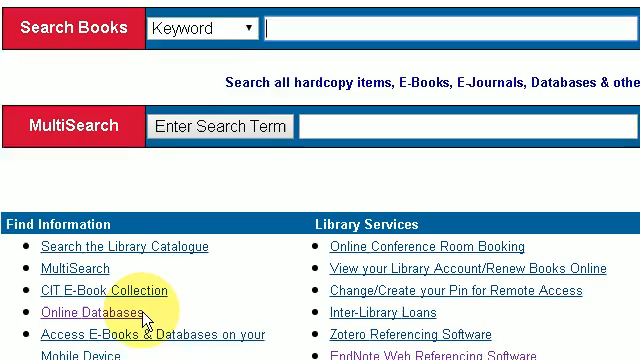 Search Books Keyword
Search all hardcopy items, E-Books, E-Journals, Databases & othe
MultiSearch Enter Search Term
Find Information
Search the Library Catalogue
MultiSearch
CIT E-Book Collection
Online Databases
Access E-Books & Databases on your
Mobile Device
Library Services
Online Conference Room Booking
View your Library Account/Renew Books Online
Change/Create your Pin for Remote Access
Inter-Library Loans
Zotero Referencing Software
EndNote Web Referencing Software